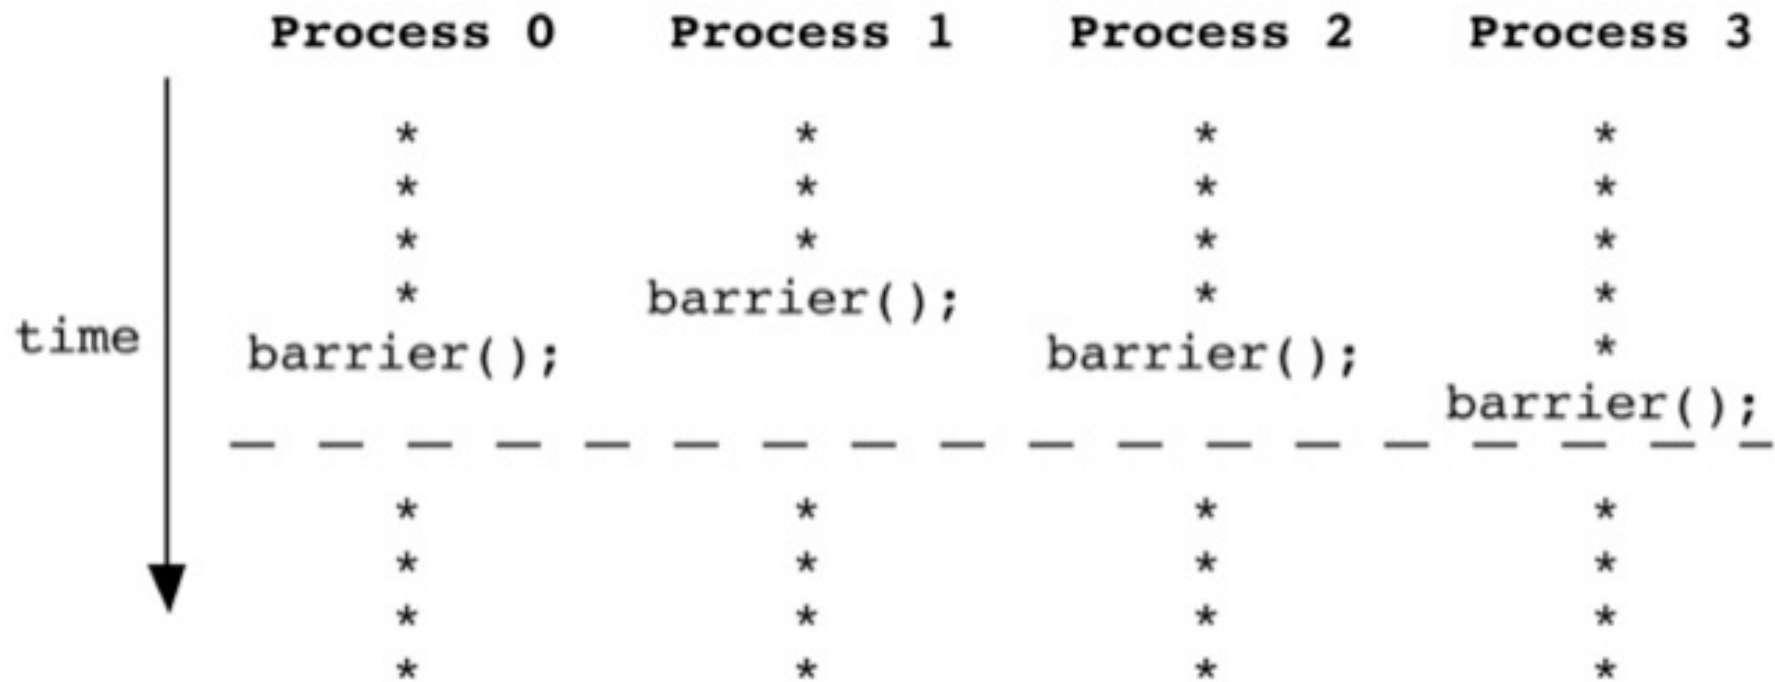 Process 0 Process 1 Process 2 Process 3
* * * *
* * * *
* * * *
* barrier(); * *
time barrier(); barrier(); *
barrier();
* * * *
* * * *
* * * *
* * * *